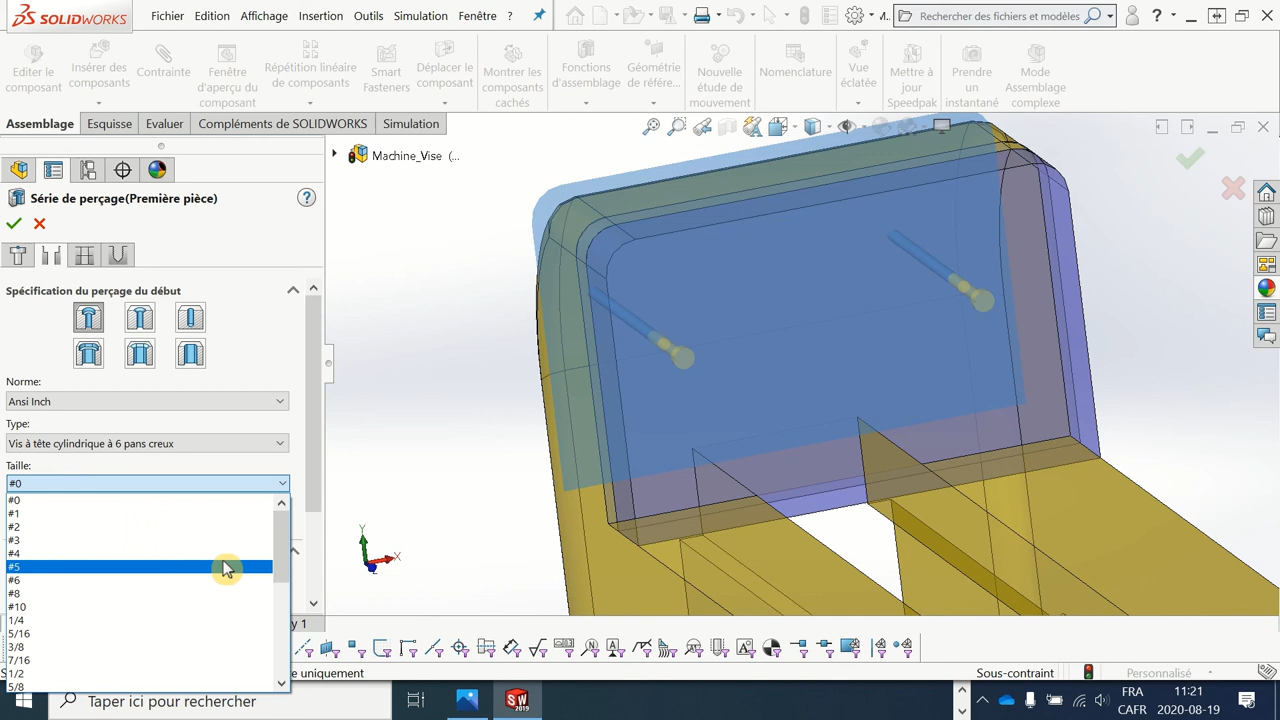 SOLIDWORKS
Fichier Edition Affichage Insertion Outils Simulation Fenêtre ?
Rechercher des fichiers et modèles
?
Editer le composant
Insérer des composants
Contrainte
Fenêtre d'aperçu du composant
Répétition linéaire de composants
Smart Fasteners
Déplacer le composant
Montrer les composants cachés
Fonctions d'assemblage
Géométrie de référe...
Nouvelle étude de mouvement
Nomenclature
Vue éclatée
Mettre à jour Speedpak
Prendre un instantané
Mode Assemblage complexe
Assemblage Esquisse Evaluer Compléments de SOLIDWORKS Simulation
Machine_Vise (...
Série de perçage(Première pièce)
?
Spécification du perçage du début
Norme:
Ansi Inch
Type:
Vis à tête cylindrique à 6 pans creux
Taille:
#0
#0
#1
#2
#3
#4
#5
#6
#8
#10
1/4
5/16
3/8
7/16
1/2
5/8
Y
X
y 1
e uniquement
Sous-contraint
Personnalisé
Taper ici pour rechercher
SW
2019
FRA
CAFR
11:21
2020-08-19